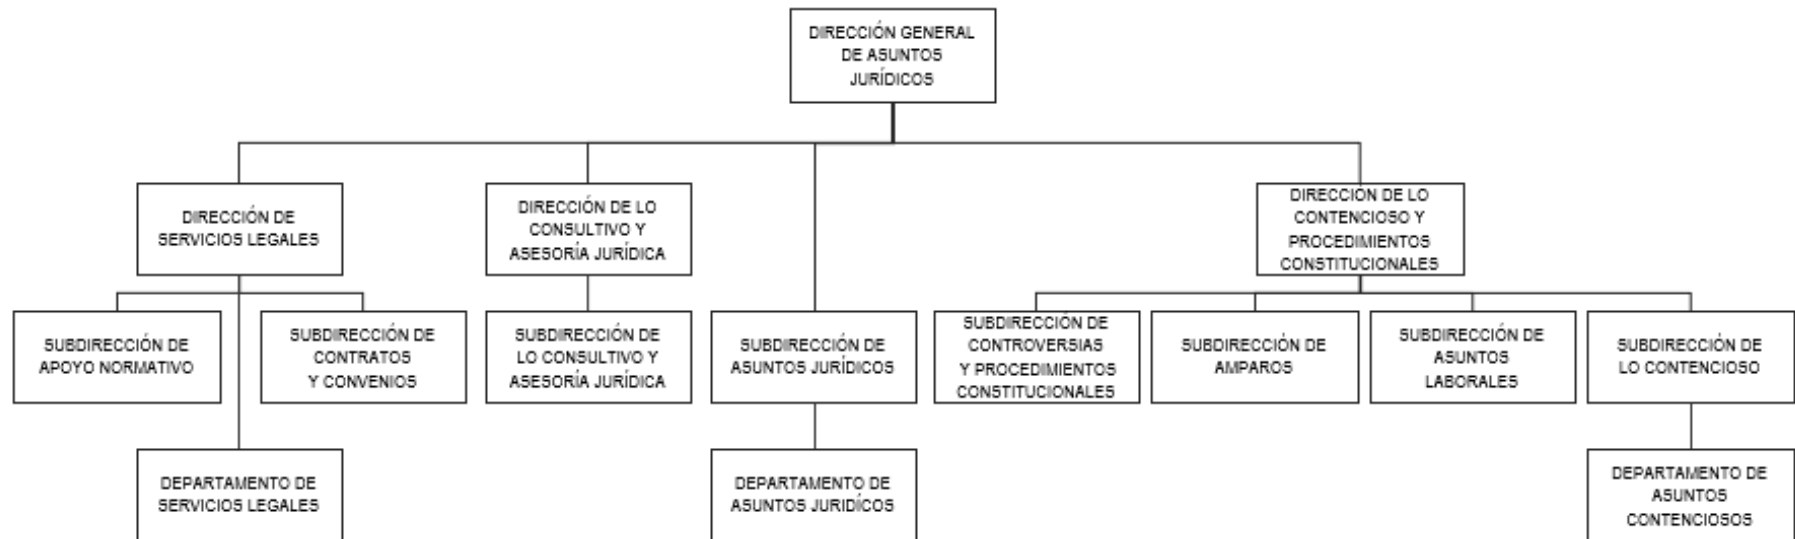 DIRECCIÓN GENERAL
DE ASUNTOS
JURÍDICOS
DIRECCIÓN DE
SERVICIOS LEGALES
DIRECCIÓN DE LO
CONSULTIVO Y
ASESORÍA JURÍDICA
DIRECCIÓN DE LO
CONTENCIOSO Y
PROCEDIMIENTOS
CONSTITUCIONALES
SUBDIRECCIÓN DE
APOYO NORMATIVO
SUBDIRECCIÓN DE
CONTRATOS
Y CONVENIOS
SUBDIRECCIÓN DE
LO CONSULTIVO Y
ASESORÍA JURÍDICA
SUBDIRECCIÓN DE
ASUNTOS JURÍDICOS
SUBDIRECCIÓN DE
CONTROVERSIAS
Y PROCEDIMIENTOS
CONSTITUCIONALES
SUBDIRECCIÓN DE
AMPAROS
SUBDIRECCIÓN DE
ASUNTOS
LABORALES
SUBDIRECCIÓN DE
LO CONTENCIOSO
DEPARTAMENTO DE
SERVICIOS LEGALES
DEPARTAMENTO DE
ASUNTOS JURIDÍCOS
DEPARTAMENTO DE
ASUNTOS
CONTENCIOSOS